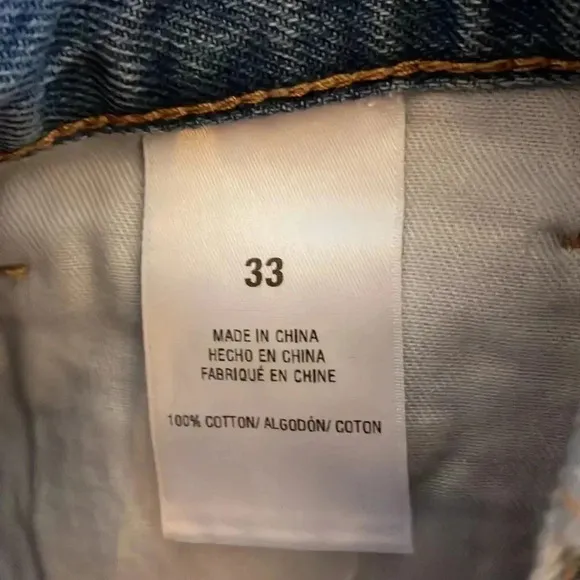 33
MADE IN CHINA
HECHO EN CHINA
FABRIQUÉ EN CHINE
100% COTTON/ ALGODÓN/ COTON